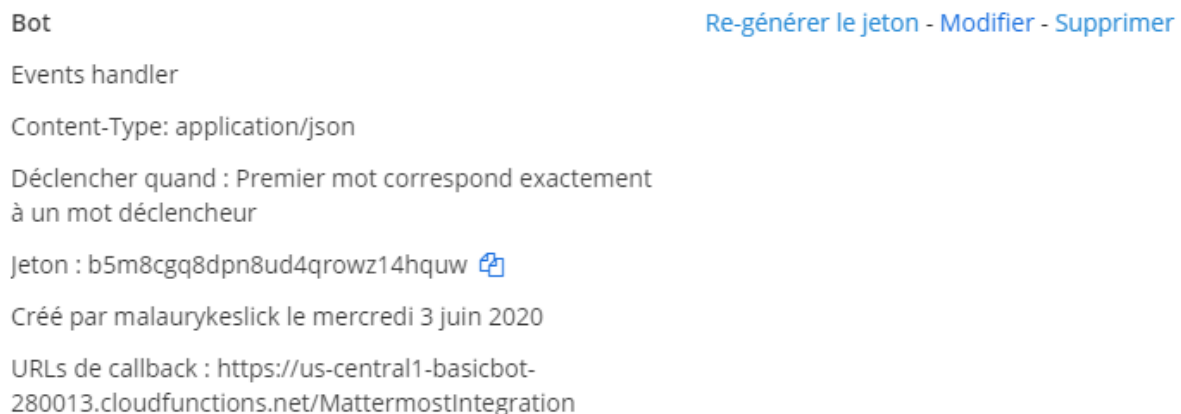 Bot
Re-générer le jeton - Modifier - Supprimer
Events handler
Content-Type: application/json
Déclencher quand : Premier mot correspond exactement
à un mot déclencheur
Jeton : b5m8cgq8dpn8ud4qrowz14hquw
Créé par malaurykeslick le mercredi 3 juin 2020
URLs de callback : https://us-central1-basicbot-
280013.cloudfunctions.net/MattermostIntegration